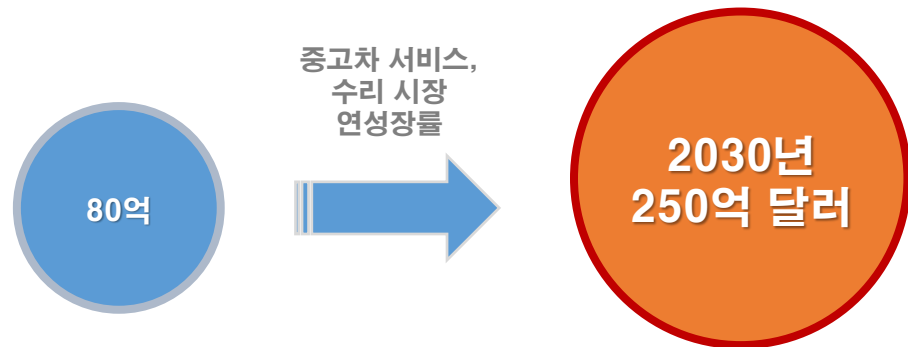 중고차 서비스,
수리 시장
연성장률
80억
2030년
250억 달러